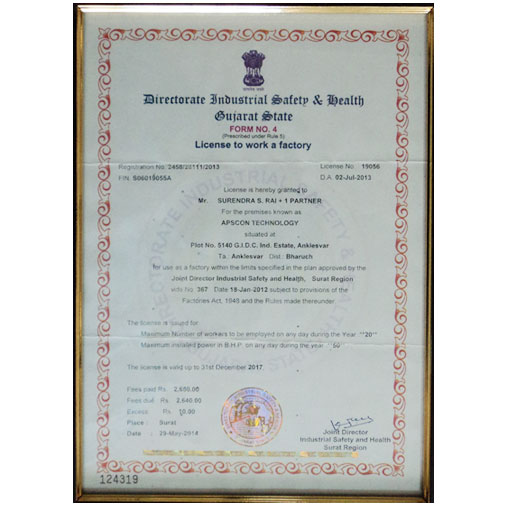 Directorate Industrial Safety & Health
Gujarat State
FORM NO. 4
(Prescribed under Rule 5)
License to work a factory
Registration No. 2458/28111/2013 License No. 19056
FIN. D.A. 02-Jul-2013
License is hereby granted to
Mr. SURENDRA S. RAI + 1 PARTNER
For the premises known as
APSCON TECHNOLOGY
situated at
Plot No. 5140 G.I.D.C. Ind. Estate, Anklesvar
Ta : Anklesvar Dist : Bharuch
for use as a factory within the limits specified in the plan approved by the
Joint Director Industrial Safety and Health, Surat Region
vide No. 367 Date 18-Jan-2012 subject to provisions of the
Factories Act, 1948 and the Rules made thereunder
The license is issued for
Maximum Number of workers to be employed on any day during the Year "20"
Maximum installed power in B.H.P. on any day during the year "50"
The license is valid up to 31st December 2017.
Fees paid Rs. 2,650.00
Fees due Rs. 2,640.00
Excess Rs. 10.00
Place : Surat
Date : 29-May-2014
Joint Director
Industrial Safety and Health
Surat Region
124319